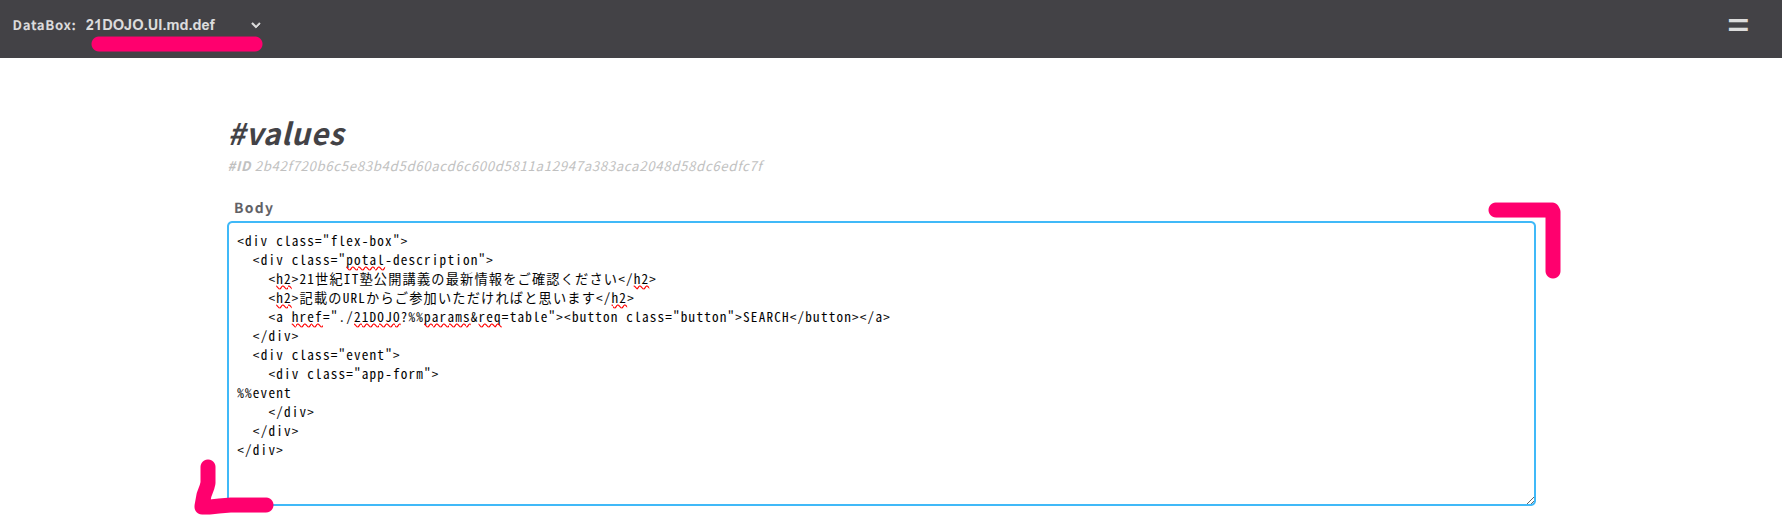 DataBox: 21DOJO.UI.md.def
#values
#ID 2b42f720b6c5e83b4d5d60acd6c600d5811a12947a383aca2048d58dc6edfc7f
Body
<div class="flex-box">
  <div class="potal-description">
    <h2>21世紀IT塾公開講義の最新情報をご確認ください</h2>
    <h2>記載のURLからご参加いただければと思います</h2>
    <a href="./21DOJO?%%params&req=table"><button class="button">SEARCH</button></a>
  </div>
  <div class="event">
    <div class="app-form">
%%event
    </div>
  </div>
</div>